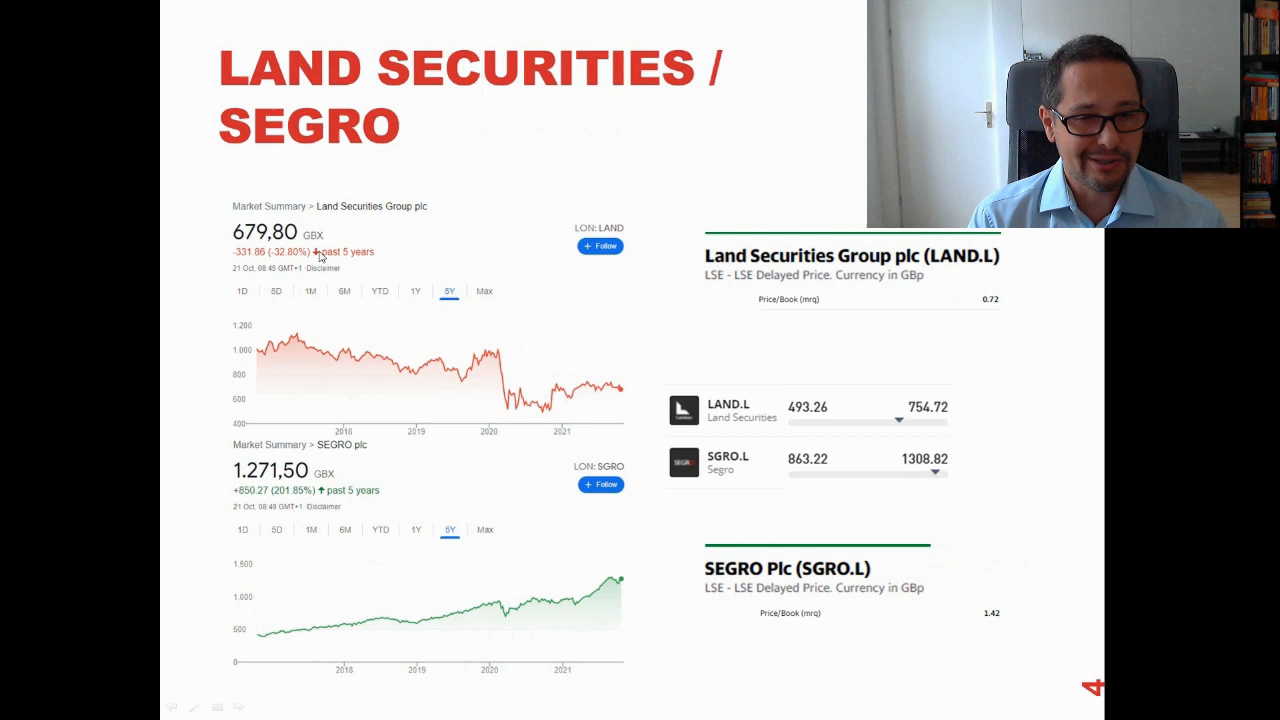 LAND SECURITIES /
SEGRO
Market Summary > Land Securities Group plc
679,80 GBX
LON: LAND
-331.86 (-32.80%) past 5 years
+ Follow
21 Oct, 08:45 GMT+1 · Disclaimer
1D 5D 1M 6M YTD 1Y 5Y Max
1.200
1.000
800
600
400
2018 2019 2020 2021
Market Summary > SEGRO plc
1.271,50 GBX
LON: SGRO
+850.27 (201.85%) past 5 years
+ Follow
21 Oct, 08:49 GMT+1 · Disclaimer
1D 5D 1M 6M YTD 1Y 5Y Max
1.500
1.000
500
0
2018 2019 2020 2021
Land Securities Group plc (LAND.L)
LSE - LSE Delayed Price. Currency in GBp
Price/Book (mrq) 0.72
LAND.L
Land Securities
493.26 754.72
SEGRO
SGRO.L
Segro
863.22 1308.82
SEGRO Plc (SGRO.L)
LSE - LSE Delayed Price. Currency in GBp
Price/Book (mrq) 1.42
4